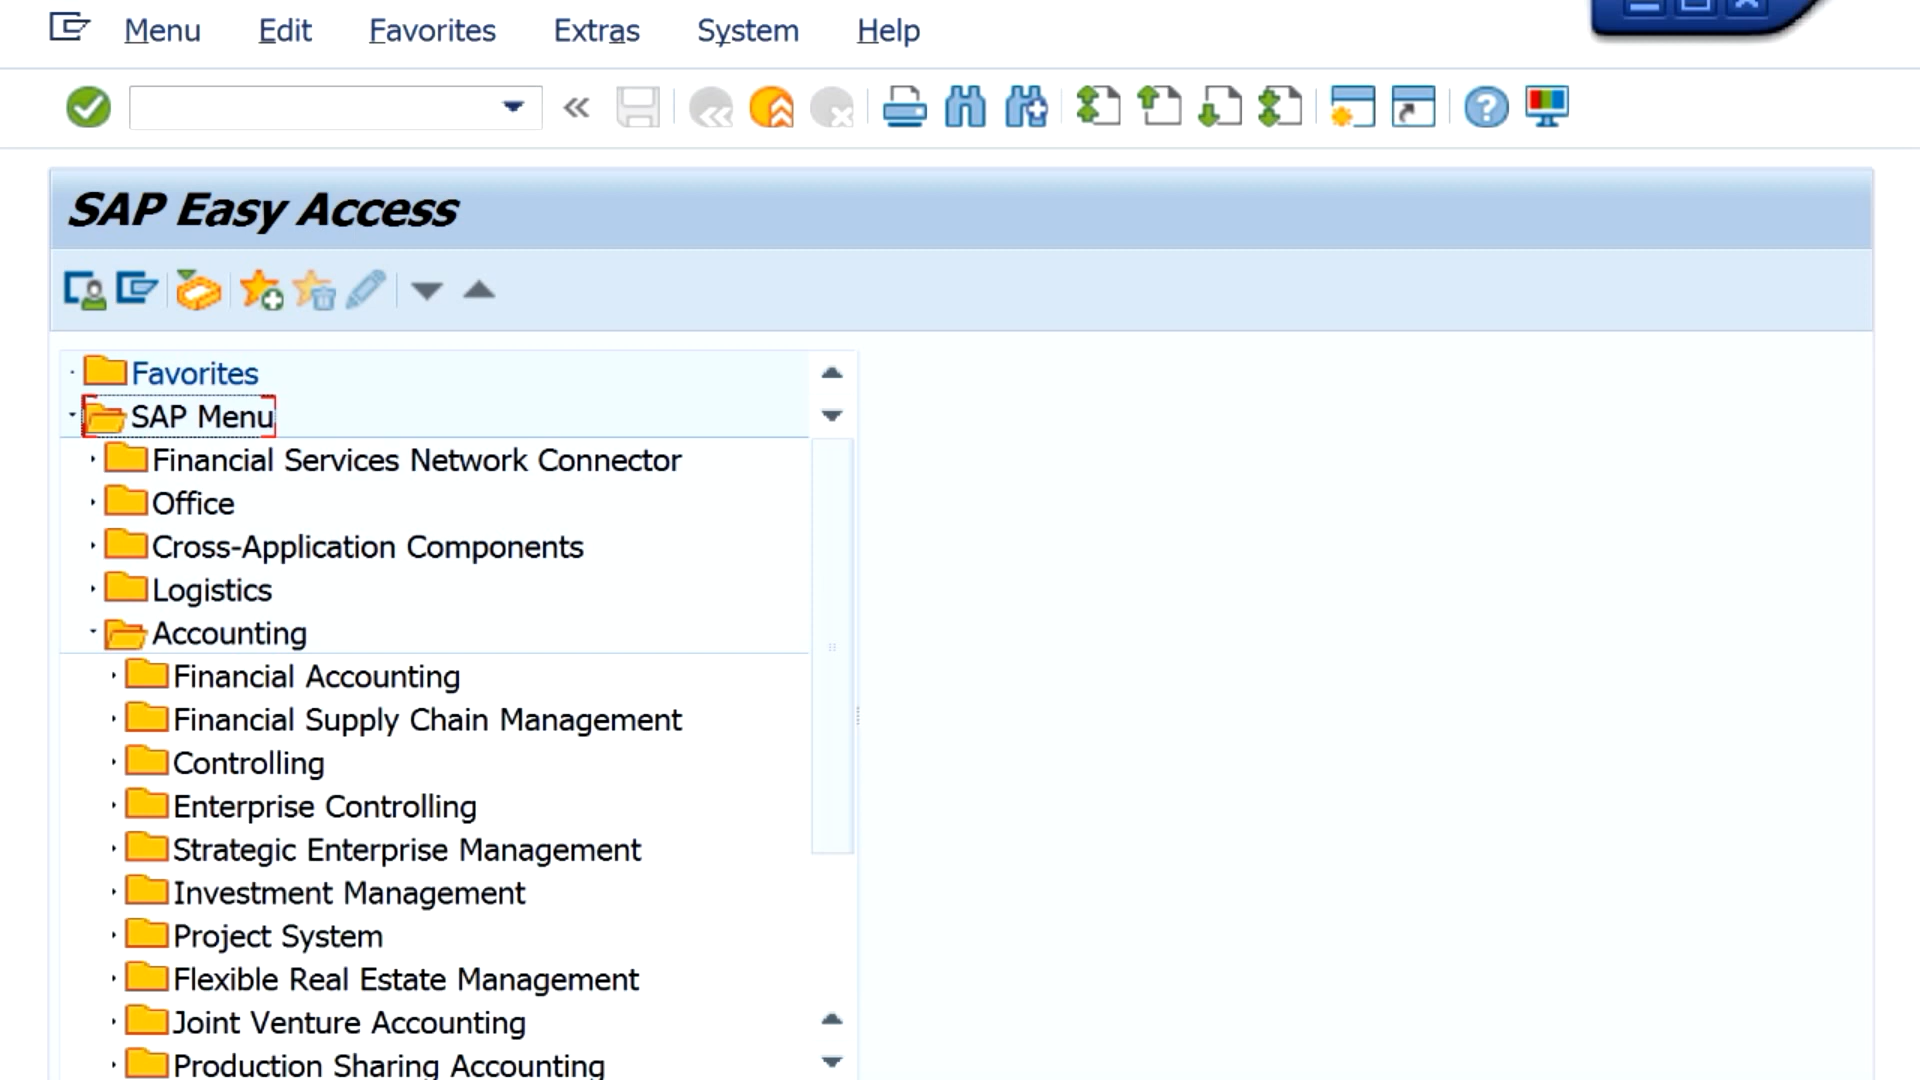 Menu Edit Favorites Extras System Help
SAP Easy Access
Favorites
SAP Menu
Financial Services Network Connector
Office
Cross-Application Components
Logistics
Accounting
Financial Accounting
Financial Supply Chain Management
Controlling
Enterprise Controlling
Strategic Enterprise Management
Investment Management
Project System
Flexible Real Estate Management
Joint Venture Accounting
Production Sharing Accounting